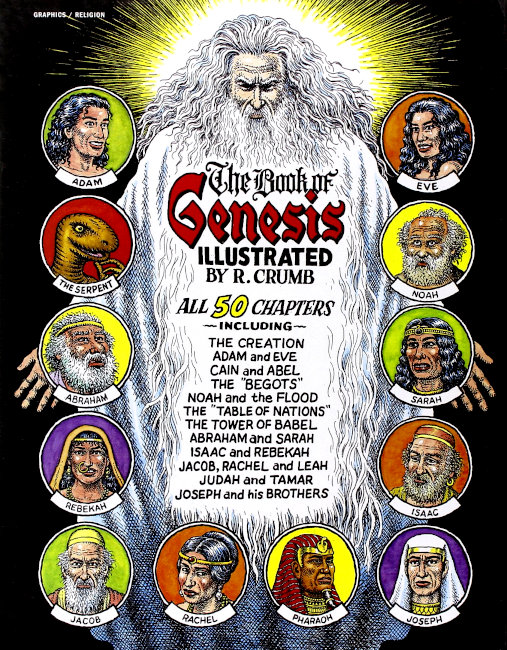 GRAPHICS / RELIGION
The Book of
Genesis
ILLUSTRATED
BY R. CRUMB
ALL 50 CHAPTERS
INCLUDING
THE CREATION
ADAM and EVE
CAIN and ABEL
THE "BEGOTS"
NOAH and the FLOOD
THE "TABLE OF NATIONS"
THE TOWER OF BABEL
ABRAHAM and SARAH
ISAAC and REBEKAH
JACOB, RACHEL and LEAH
JUDAH and TAMAR
JOSEPH and his BROTHERS
ADAM
EVE
THE SERPENT
NOAH
ABRAHAM
SARAH
REBEKAH
ISAAC
JACOB
RACHEL
PHARAOH
JOSEPH